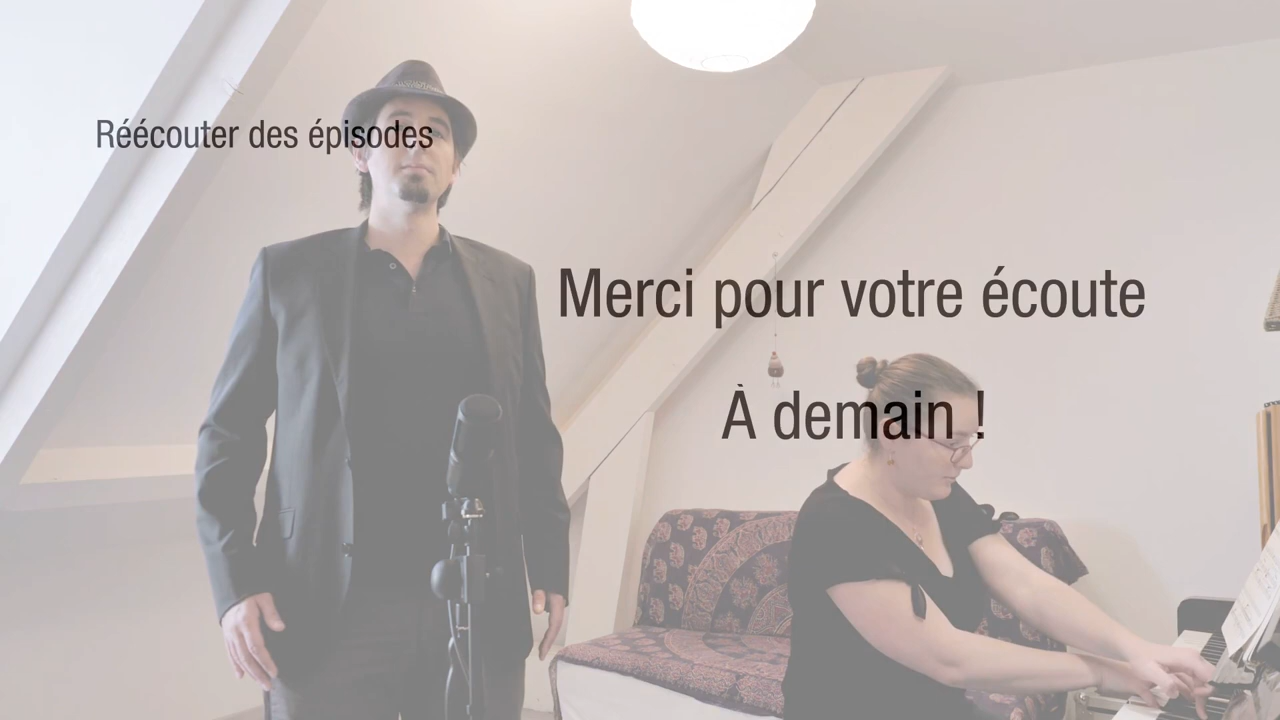 Réécouter des épisodes
Merci pour votre écoute
À demain !